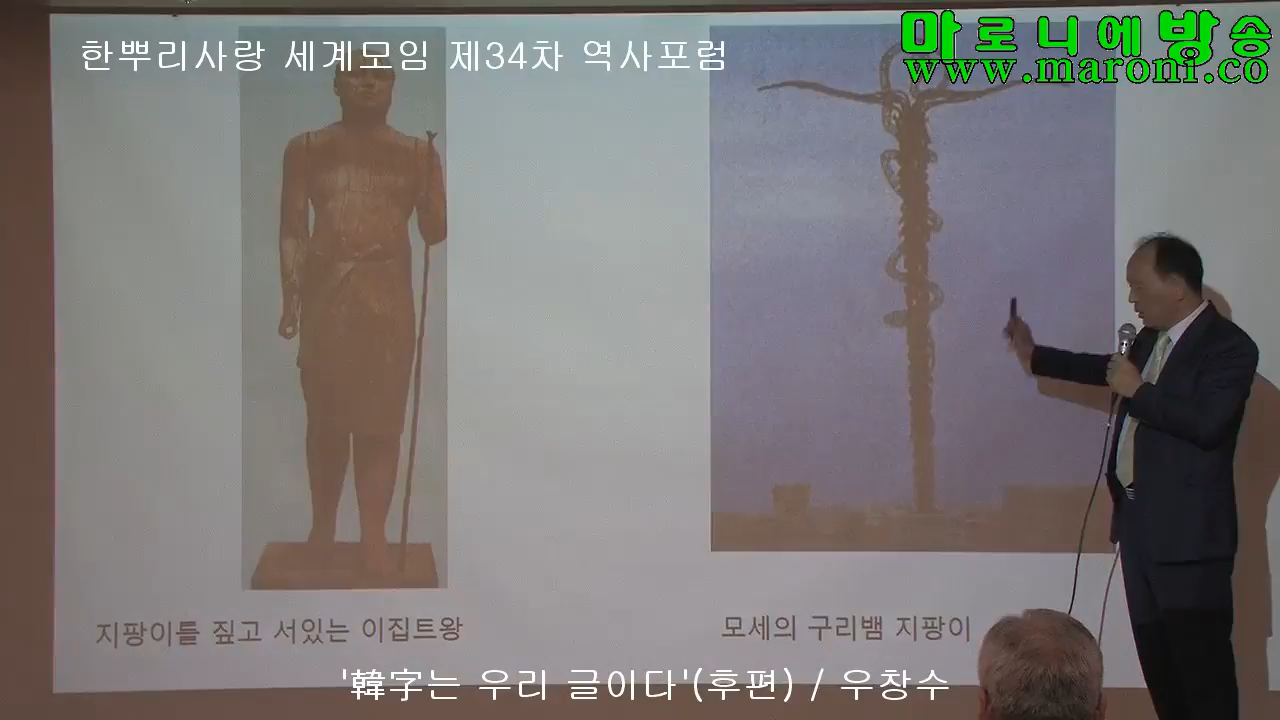 한뿌리사랑 세계모임 제34차 역사포럼
마로니에방송
www.maroni.co
지팡이를 짚고 서있는 이집트왕
모세의 구리뱀 지팡이
'韓字는 우리 글이다'(후편) / 우창수